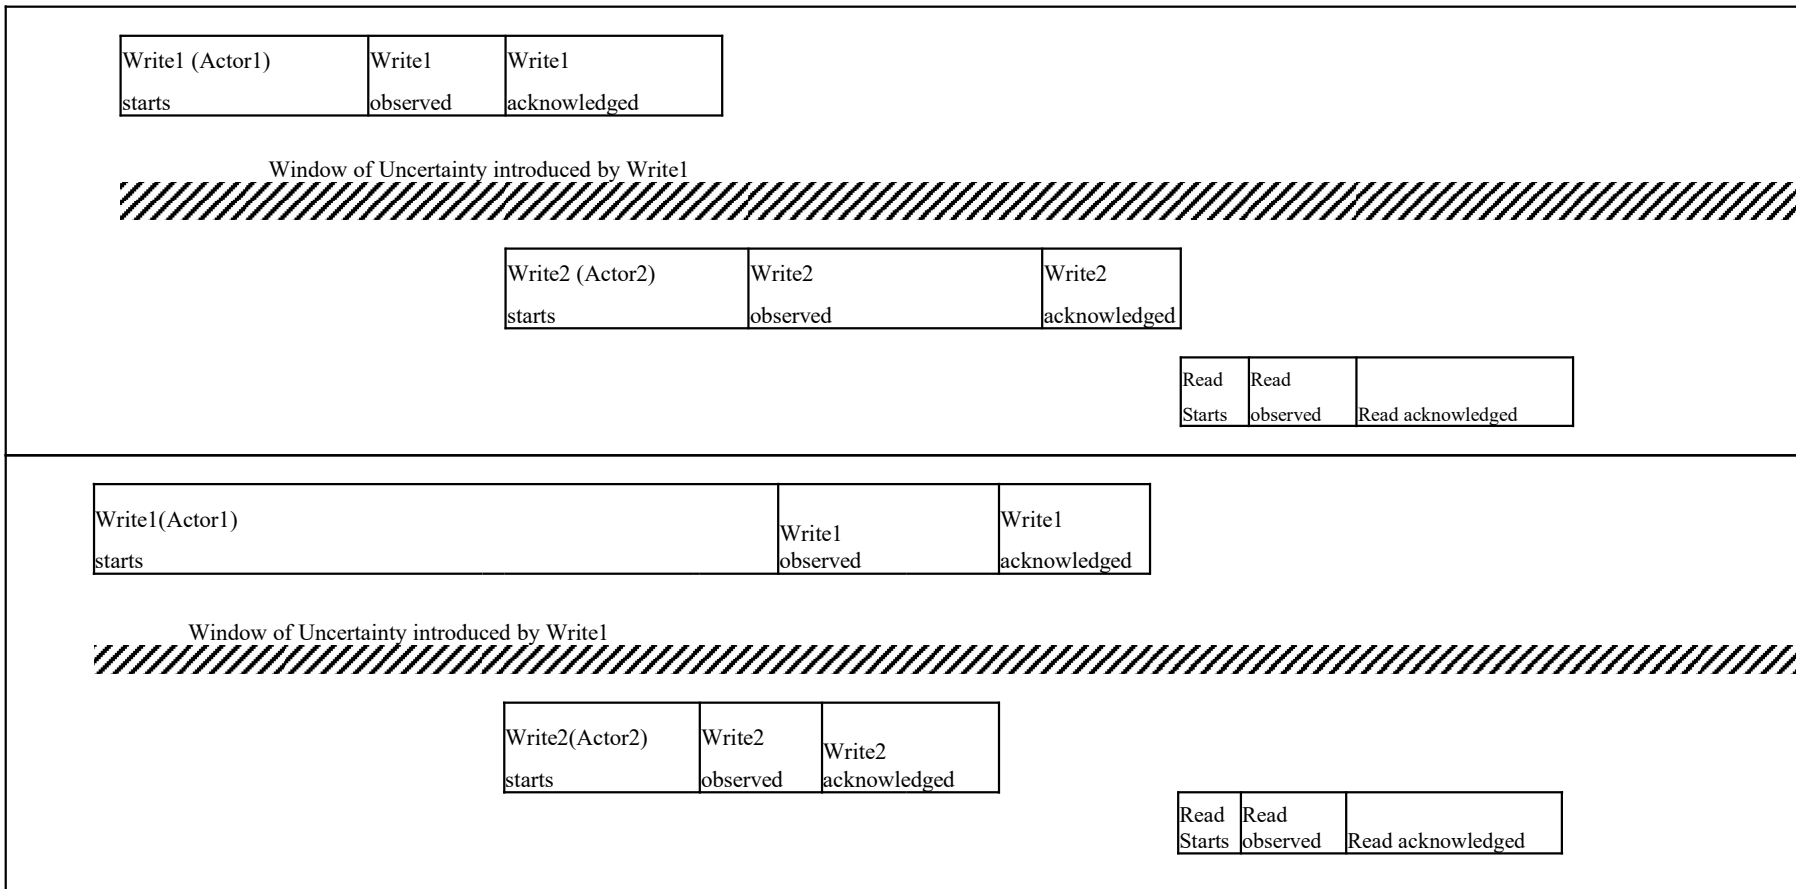 Write1 (Actor1)
starts
Write1
observed
Write1
acknowledged
Window of Uncertainty introduced by Write1
Write2 (Actor2)
starts
Write2
observed
Write2
acknowledged
Read
Starts
Read
observed
Read acknowledged
Write1(Actor1)
starts
Write1
observed
Write1
acknowledged
Window of Uncertainty introduced by Write1
Write2(Actor2)
starts
Write2
observed
Write2
acknowledged
Read
Starts
Read
observed
Read acknowledged